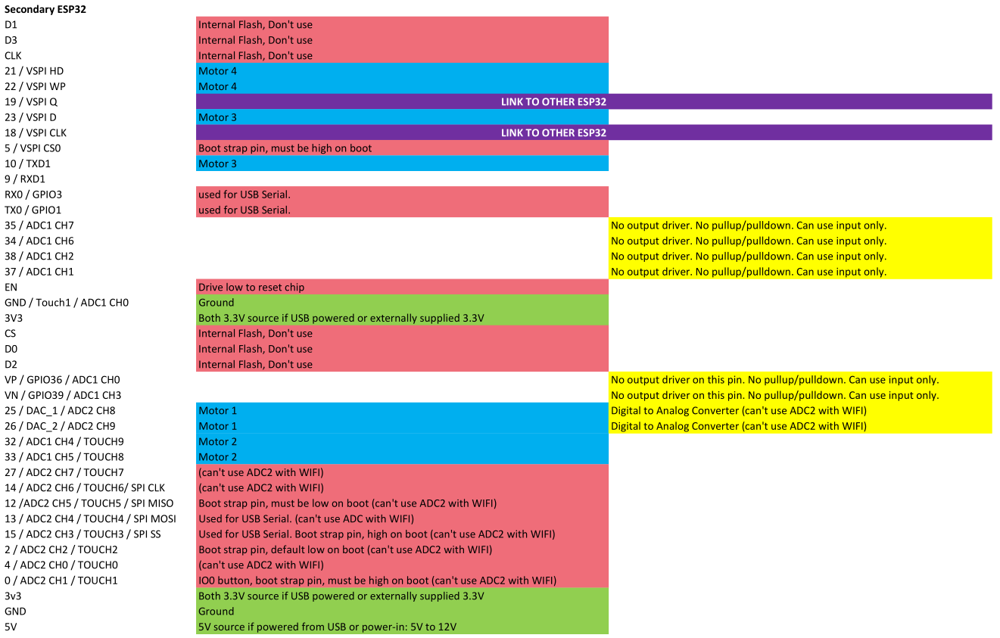 Secondary ESP32
D1 Internal Flash, Don't use
D3 Internal Flash, Don't use
CLK Internal Flash, Don't use
21 / VSPI HD Motor 4
22 / VSPI WP Motor 4
19 / VSPI Q LINK TO OTHER ESP32
23 / VSPI D Motor 3
18 / VSPI CLK LINK TO OTHER ESP32
5 / VSPI CS0 Boot strap pin, must be high on boot
10 / TXD1 Motor 3
9 / RXD1
RX0 / GPIO3 used for USB Serial.
TX0 / GPIO1 used for USB Serial.
35 / ADC1 CH7 No output driver. No pullup/pulldown. Can use input only.
34 / ADC1 CH6 No output driver. No pullup/pulldown. Can use input only.
38 / ADC1 CH2 No output driver. No pullup/pulldown. Can use input only.
37 / ADC1 CH1 No output driver. No pullup/pulldown. Can use input only.
EN Drive low to reset chip
GND / Touch1 / ADC1 CH0 Ground
3V3 Both 3.3V source if USB powered or externally supplied 3.3V
CS Internal Flash, Don't use
D0 Internal Flash, Don't use
D2 Internal Flash, Don't use
VP / GPIO36 / ADC1 CH0 No output driver on this pin. No pullup/pulldown. Can use input only.
VN / GPIO39 / ADC1 CH3 No output driver on this pin. No pullup/pulldown. Can use input only.
25 / DAC_1 / ADC2 CH8 Motor 1 Digital to Analog Converter (can't use ADC2 with WIFI)
26 / DAC_2 / ADC2 CH9 Motor 1 Digital to Analog Converter (can't use ADC2 with WIFI)
32 / ADC1 CH4 / TOUCH9 Motor 2
33 / ADC1 CH5 / TOUCH8 Motor 2
27 / ADC2 CH7 / TOUCH7 (can't use ADC2 with WIFI)
14 / ADC2 CH6 / TOUCH6/ SPI CLK (can't use ADC2 with WIFI)
12 /ADC2 CH5 / TOUCH5 / SPI MISO Boot strap pin, must be low on boot (can't use ADC2 with WIFI)
13 / ADC2 CH4 / TOUCH4 / SPI MOSI Used for USB Serial. (can't use ADC with WIFI)
15 / ADC2 CH3 / TOUCH3 / SPI SS Used for USB Serial. Boot strap pin, high on boot (can't use ADC2 with WIFI)
2 / ADC2 CH2 / TOUCH2 Boot strap pin, default low on boot (can't use ADC2 with WIFI)
4 / ADC2 CH0 / TOUCH0 (can't use ADC2 with WIFI)
0 / ADC2 CH1 / TOUCH1 IO0 button, boot strap pin, must be high on boot (can't use ADC2 with WIFI)
3v3 Both 3.3V source if USB powered or externally supplied 3.3V
GND Ground
5V 5V source if powered from USB or power-in: 5V to 12V